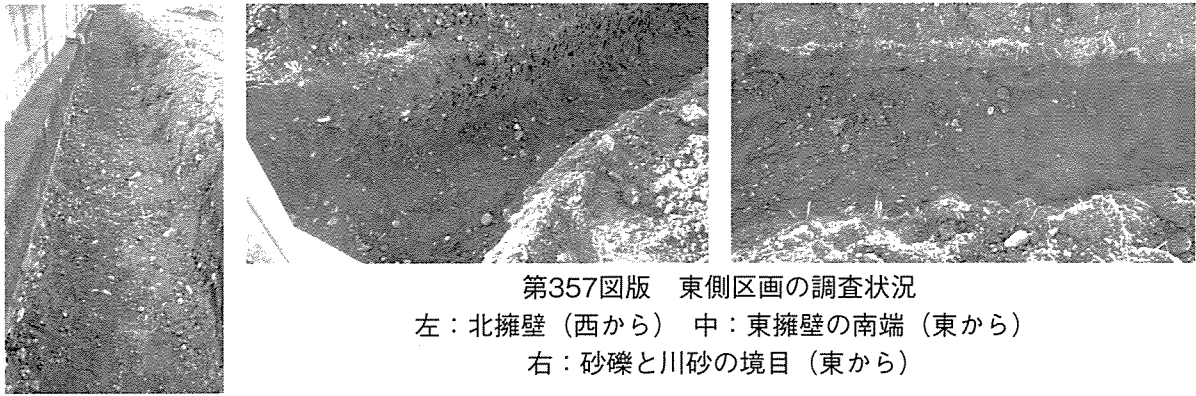 第357図版　東側区画の調査状況
左：北擁壁（西から）　中：東擁壁の南端（東から）
右：砂礫と川砂の境目（東から）